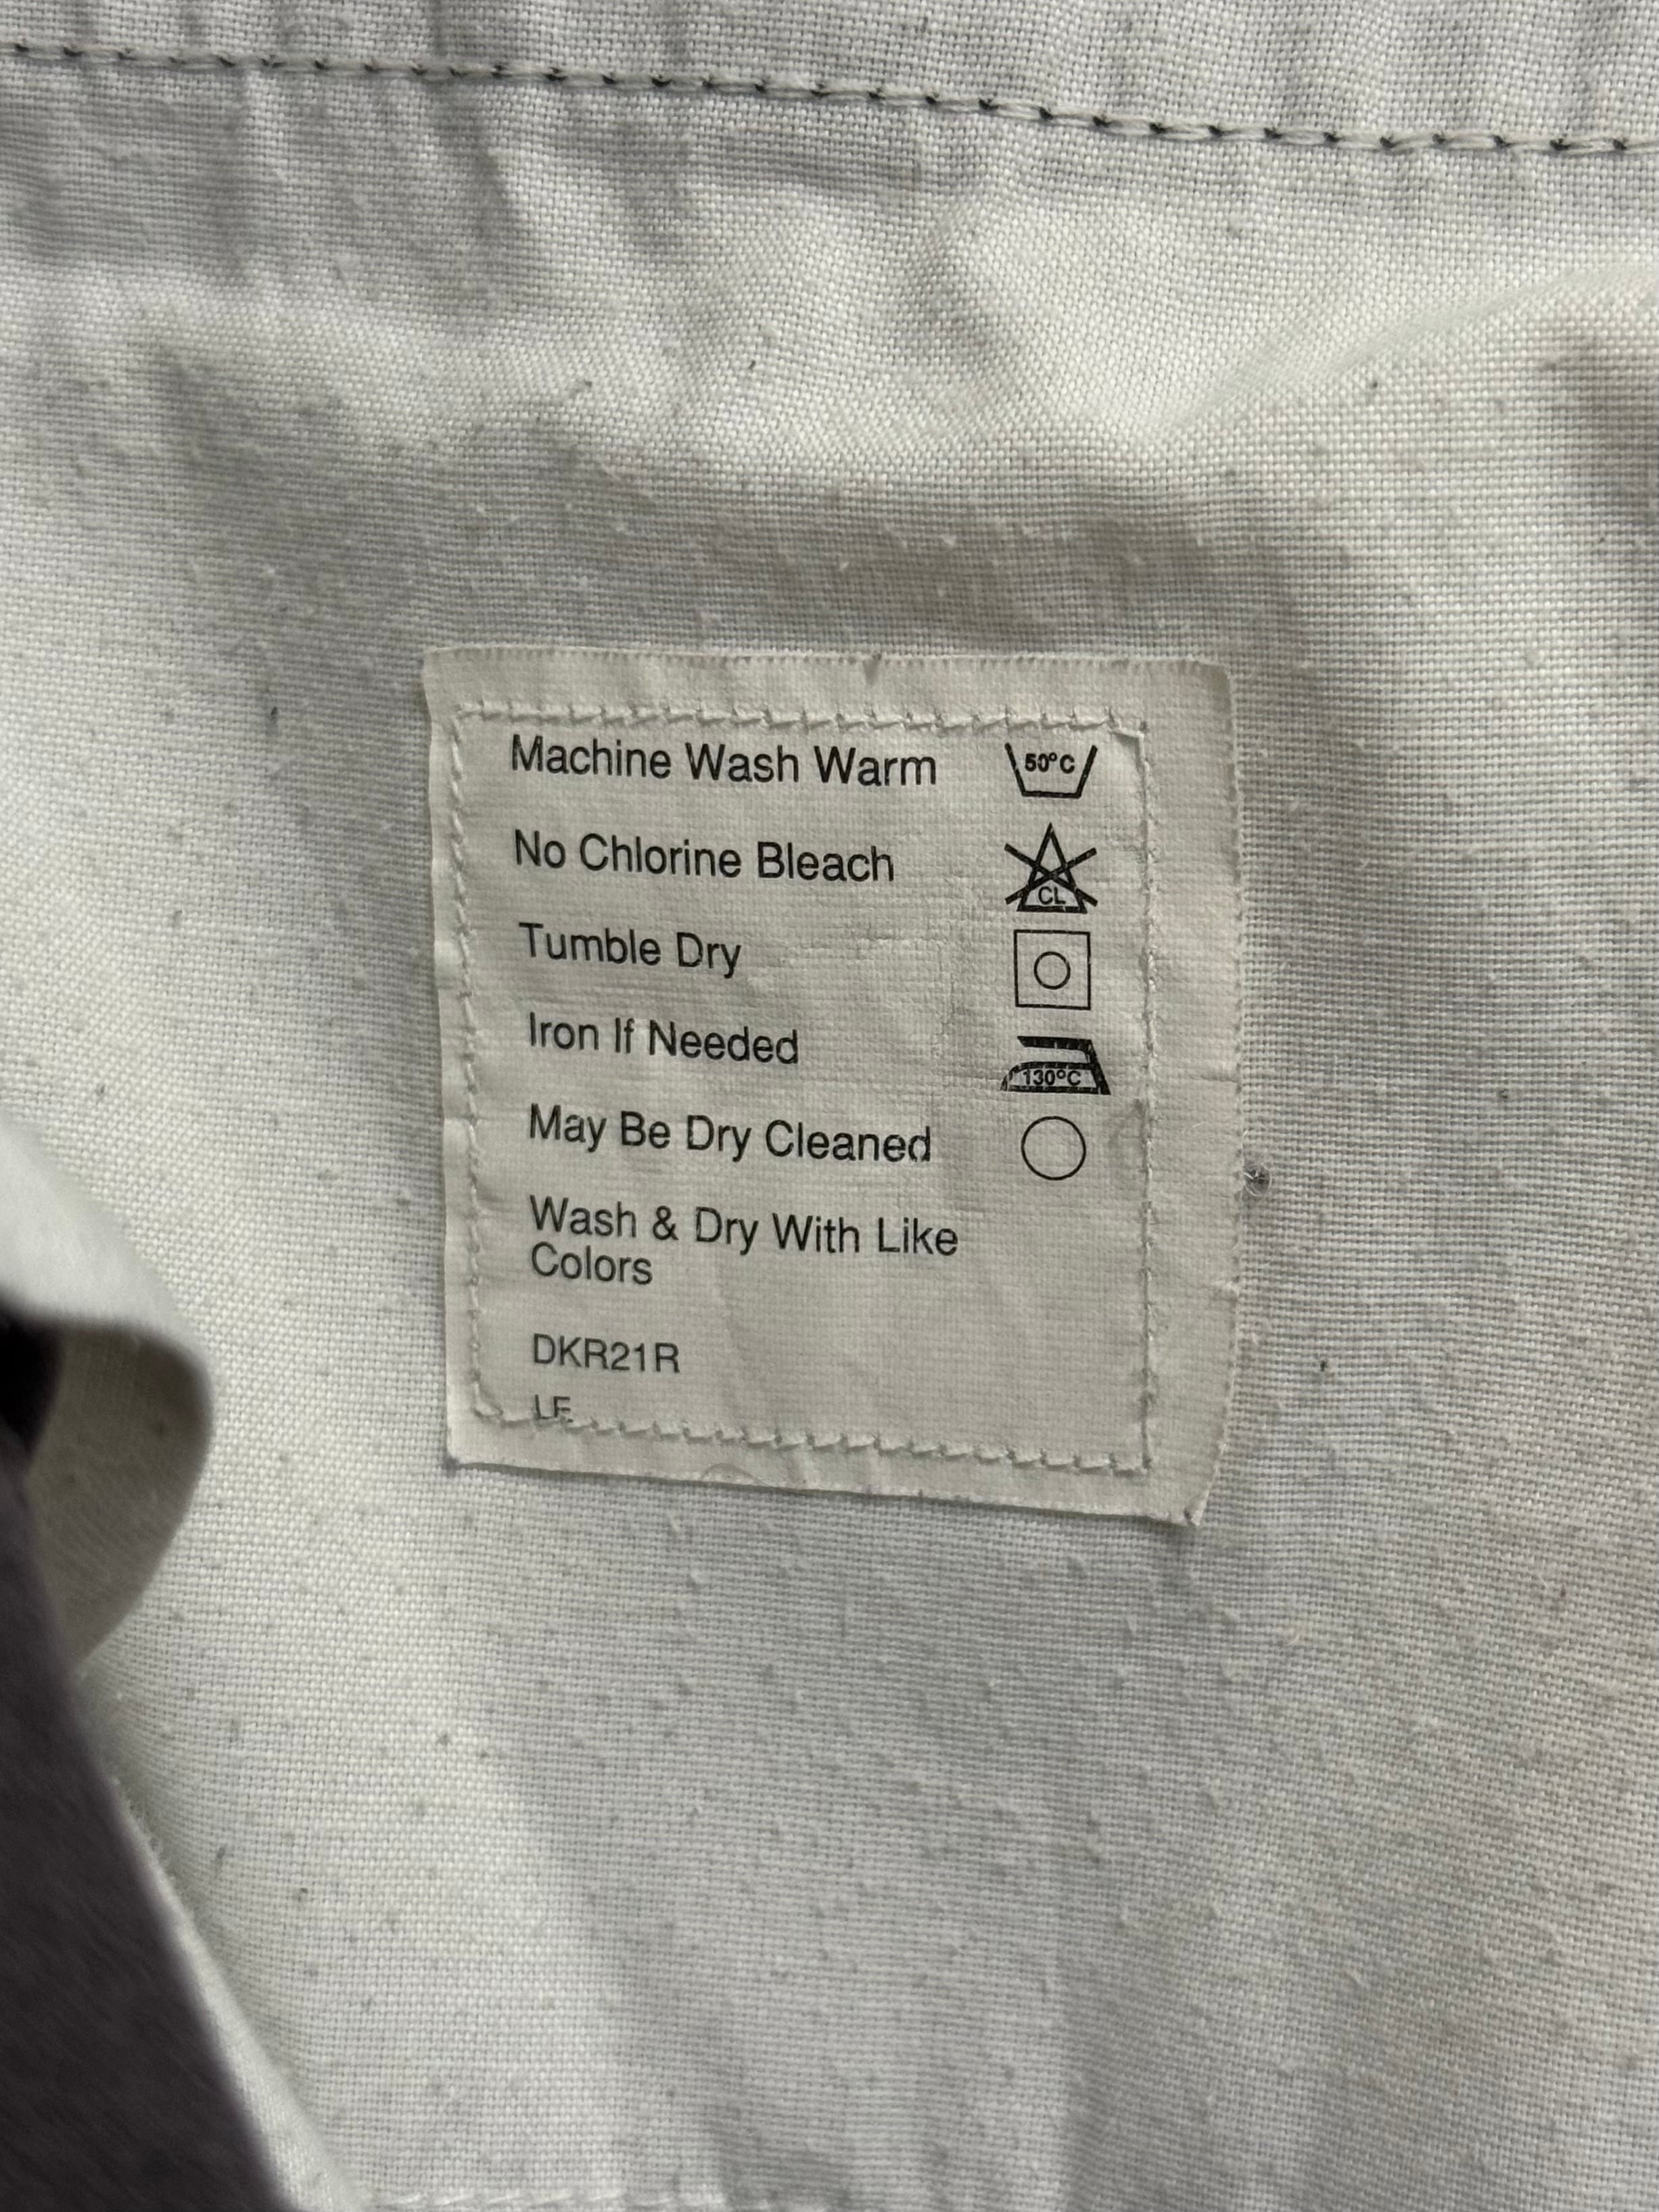 Machine Wash Warm 50°C
No Chlorine Bleach CL
Tumble Dry
Iron If Needed 130°C
May Be Dry Cleaned
Wash & Dry With Like
Colors
DKR21R